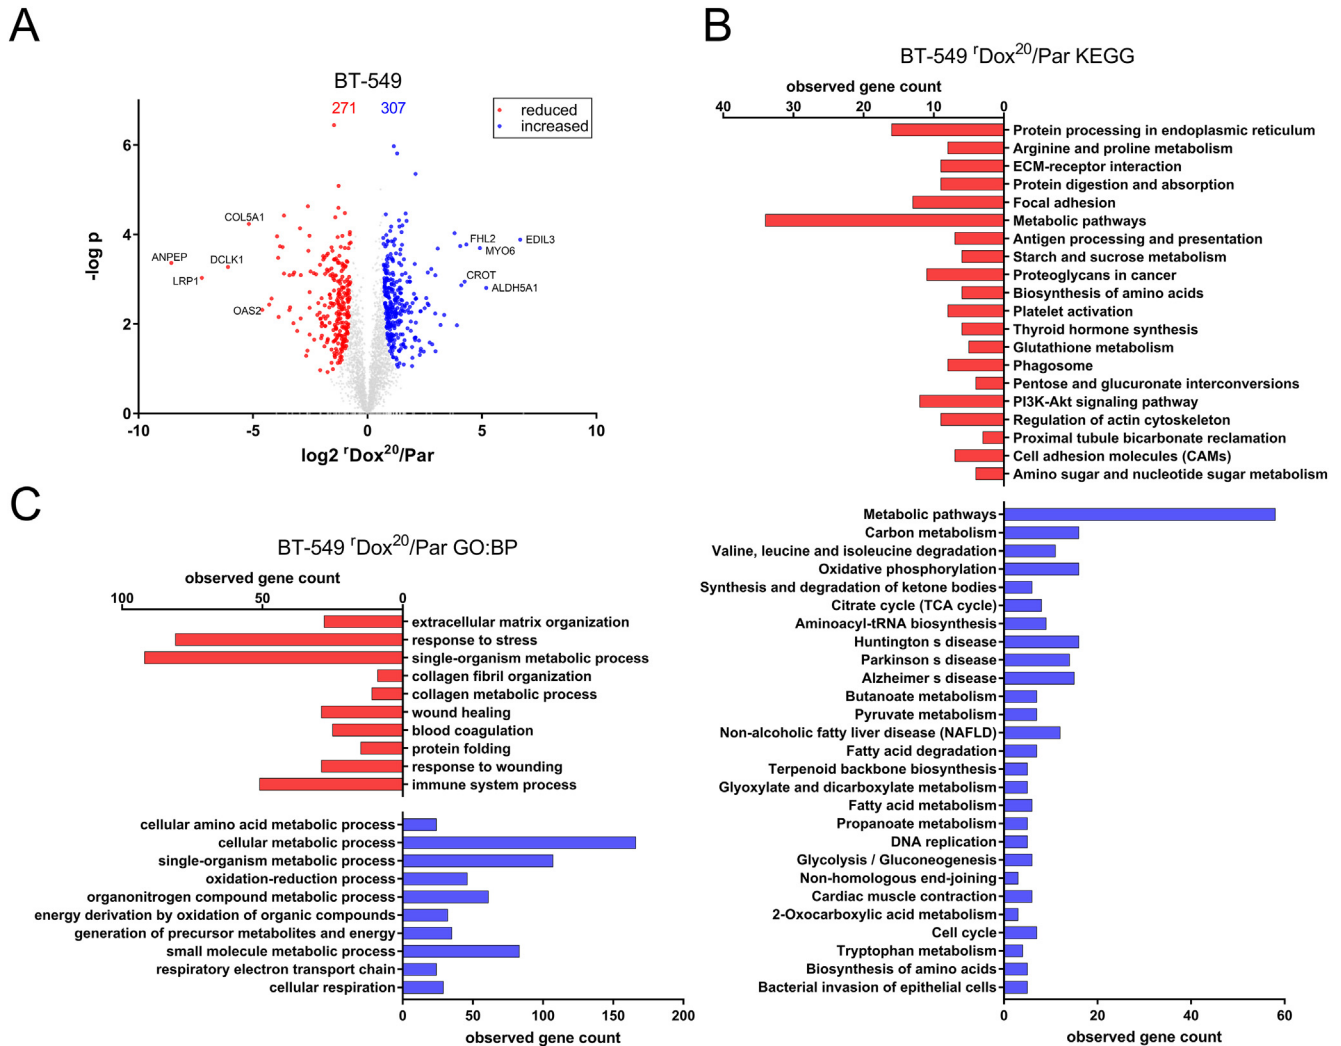 A
BT-549
271 307
reduced
increased
6
4
2
0
-log p
COL5A1
ANPEP
DCLK1
LRP1
OAS2
FHL2
EDIL3
MYO6
CROT
ALDH5A1
-10 -5 0 5 10
log2 rDox20/Par
B
BT-549 rDox20/Par KEGG
observed gene count
40 30 20 10 0
Protein processing in endoplasmic reticulum
Arginine and proline metabolism
ECM-receptor interaction
Protein digestion and absorption
Focal adhesion
Metabolic pathways
Antigen processing and presentation
Starch and sucrose metabolism
Proteoglycans in cancer
Biosynthesis of amino acids
Platelet activation
Thyroid hormone synthesis
Glutathione metabolism
Phagosome
Pentose and glucuronate interconversions
PI3K-Akt signaling pathway
Regulation of actin cytoskeleton
Proximal tubule bicarbonate reclamation
Cell adhesion molecules (CAMs)
Amino sugar and nucleotide sugar metabolism
Metabolic pathways
Carbon metabolism
Valine, leucine and isoleucine degradation
Oxidative phosphorylation
Synthesis and degradation of ketone bodies
Citrate cycle (TCA cycle)
Aminoacyl-tRNA biosynthesis
Huntington s disease
Parkinson s disease
Alzheimer s disease
Butanoate metabolism
Pyruvate metabolism
Non-alcoholic fatty liver disease (NAFLD)
Fatty acid degradation
Terpenoid backbone biosynthesis
Glyoxylate and dicarboxylate metabolism
Fatty acid metabolism
Propanoate metabolism
DNA replication
Glycolysis / Gluconeogenesis
Non-homologous end-joining
Cardiac muscle contraction
2-Oxocarboxylic acid metabolism
Cell cycle
Tryptophan metabolism
Biosynthesis of amino acids
Bacterial invasion of epithelial cells
0 20 40 60
observed gene count
C
BT-549 rDox20/Par GO:BP
observed gene count
100 50 0
extracellular matrix organization
response to stress
single-organism metabolic process
collagen fibril organization
collagen metabolic process
wound healing
blood coagulation
protein folding
response to wounding
immune system process
cellular amino acid metabolic process
cellular metabolic process
single-organism metabolic process
oxidation-reduction process
organonitrogen compound metabolic process
energy derivation by oxidation of organic compounds
generation of precursor metabolites and energy
small molecule metabolic process
respiratory electron transport chain
cellular respiration
0 50 100 150 200
observed gene count